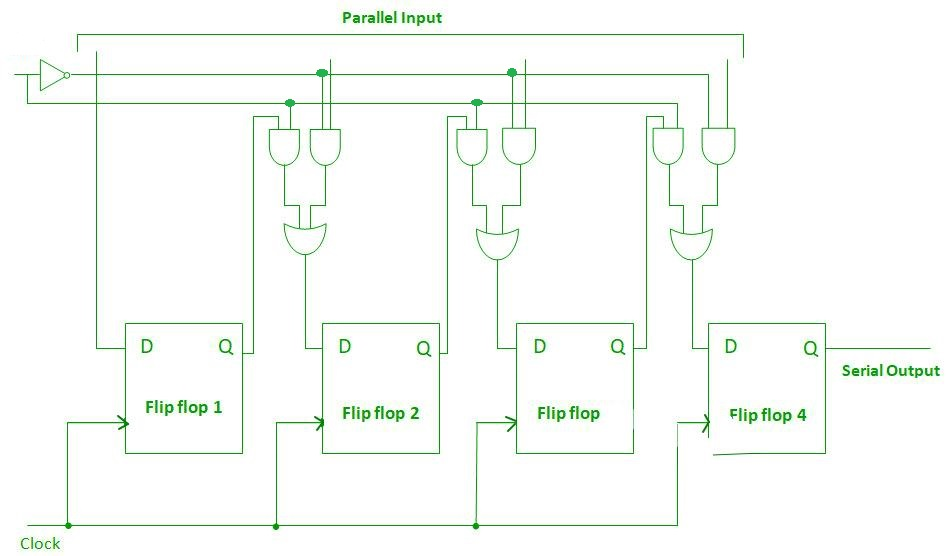 Parallel Input
D Q
D Q
D Q
D Q
Serial Output
Flip flop 1
Flip flop 2
Flip flop
Flip flop 4
Clock